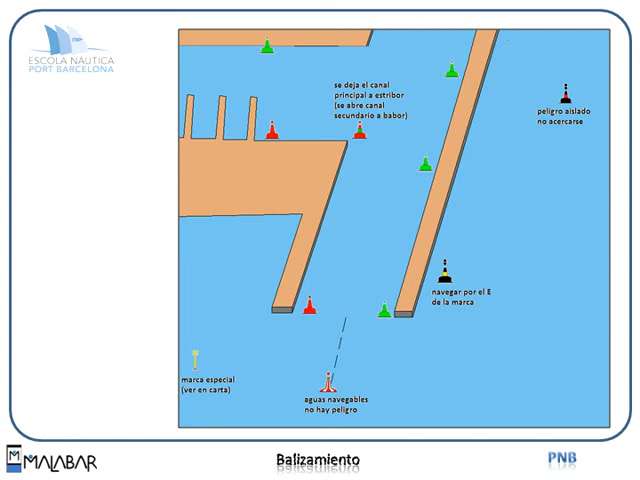 PNB
ESCOLA NÀUTICA
PORT BARCELONA
se deja el canal
principal a estribor
(se abre canal
secundario a babor)
peligro aislado
no acercarse
navegar por el E
de la marca
marca especial
(ver en carta)
aguas navegables
no hay peligro
MALABAR
Balizamiento
PNB